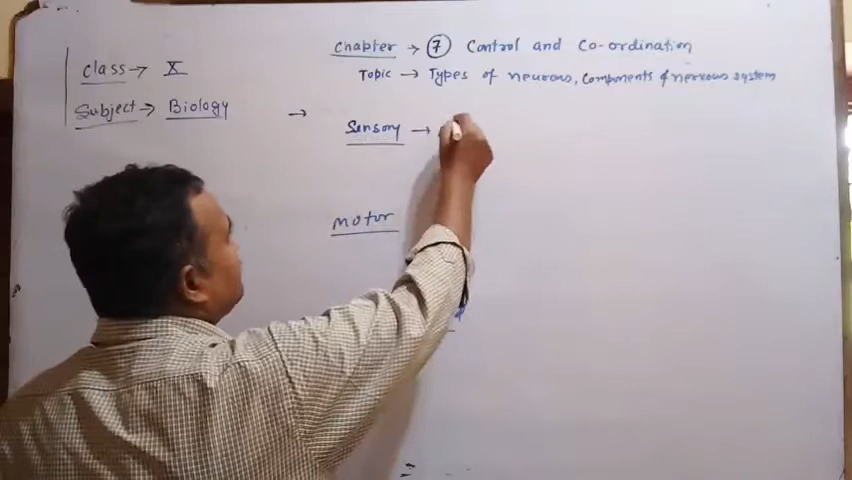 Chapter → 7 Control and Co-ordination
Class → X
Topic → Types of neurons, Components of nervous system
Subject → Biology →
Sensory →
Motor